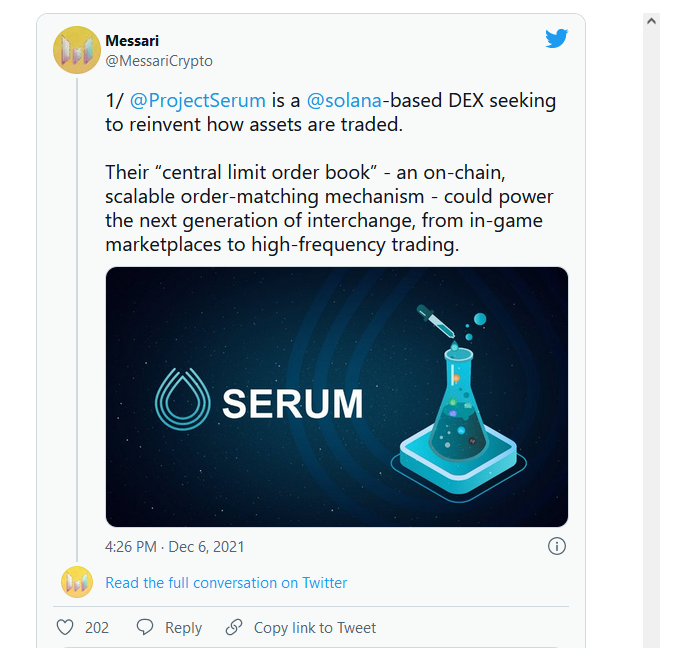 Messari
@MessariCrypto
1/ @ProjectSerum is a @solana-based DEX seeking
to reinvent how assets are traded.
Their “central limit order book” - an on-chain,
scalable order-matching mechanism - could power
the next generation of interchange, from in-game
marketplaces to high-frequency trading.
SERUM
4:26 PM · Dec 6, 2021
Read the full conversation on Twitter
202 Reply Copy link to Tweet